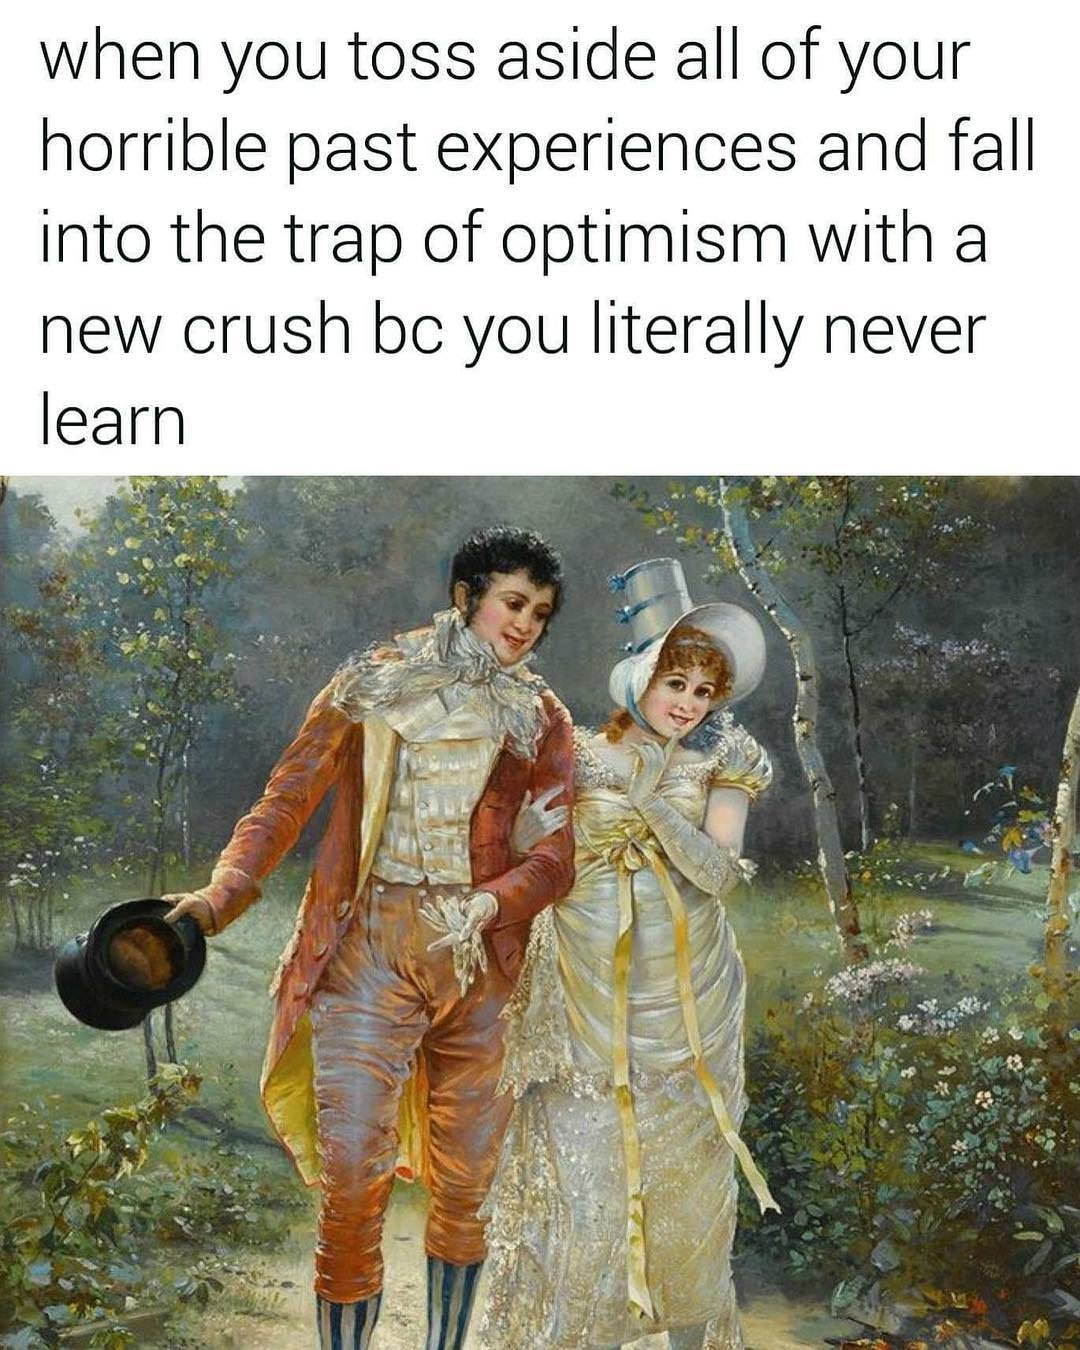 when you toss aside all of your
horrible past experiences and fall
into the trap of optimism with a
new crush bc you literally never
learn